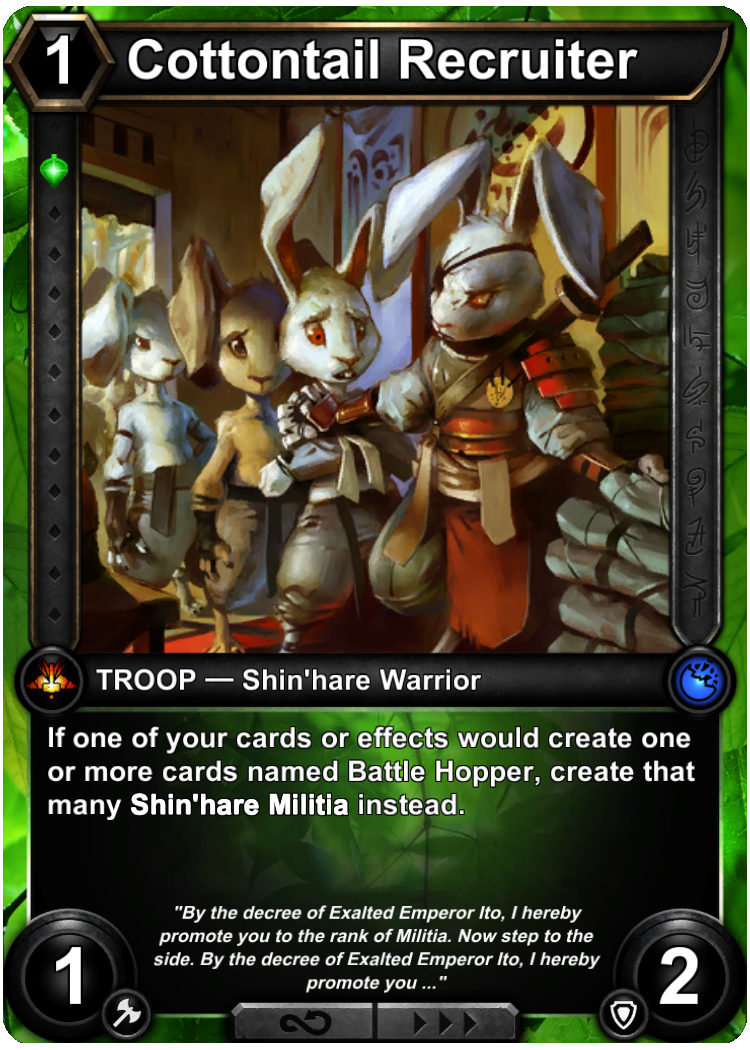 1 Cottontail Recruiter
TROOP — Shin'hare Warrior
If one of your cards or effects would create one
or more cards named Battle Hopper, create that
many Shin'hare Militia instead.
"By the decree of Exalted Emperor Ito, I hereby
promote you to the rank of Militia. Now step to the
side. By the decree of Exalted Emperor Ito, I hereby
promote you ..."
1
2